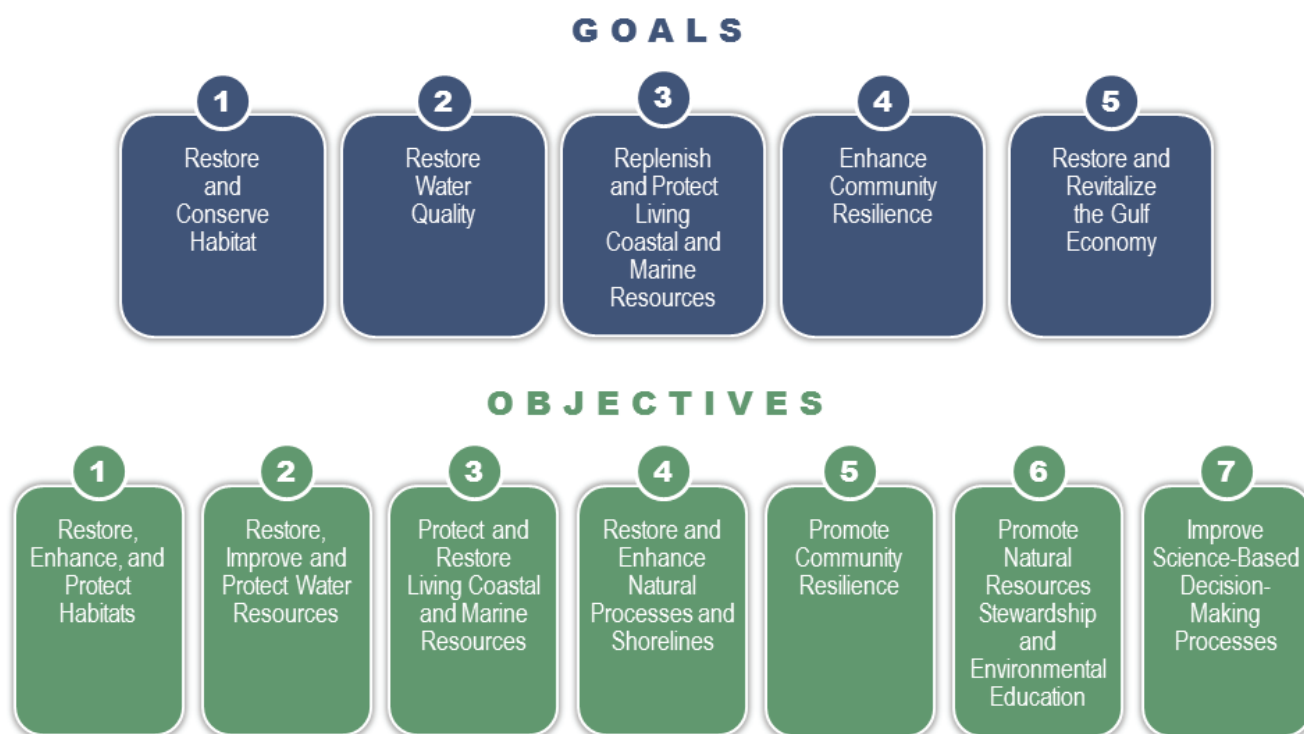 GOALS
1
Restore
and
Conserve
Habitat
2
Restore
Water
Quality
3
Replenish
and Protect
Living
Coastal and
Marine
Resources
4
Enhance
Community
Resilience
5
Restore and
Revitalize
the Gulf
Economy
OBJECTIVES
1
Restore,
Enhance, and
Protect
Habitats
2
Restore,
Improve and
Protect Water
Resources
3
Protect and
Restore
Living Coastal
and Marine
Resources
4
Restore and
Enhance
Natural
Processes and
Shorelines
5
Promote
Community
Resilience
6
Promote
Natural
Resources
Stewardship
and
Environmental
Education
7
Improve
Science-Based
Decision-
Making
Processes